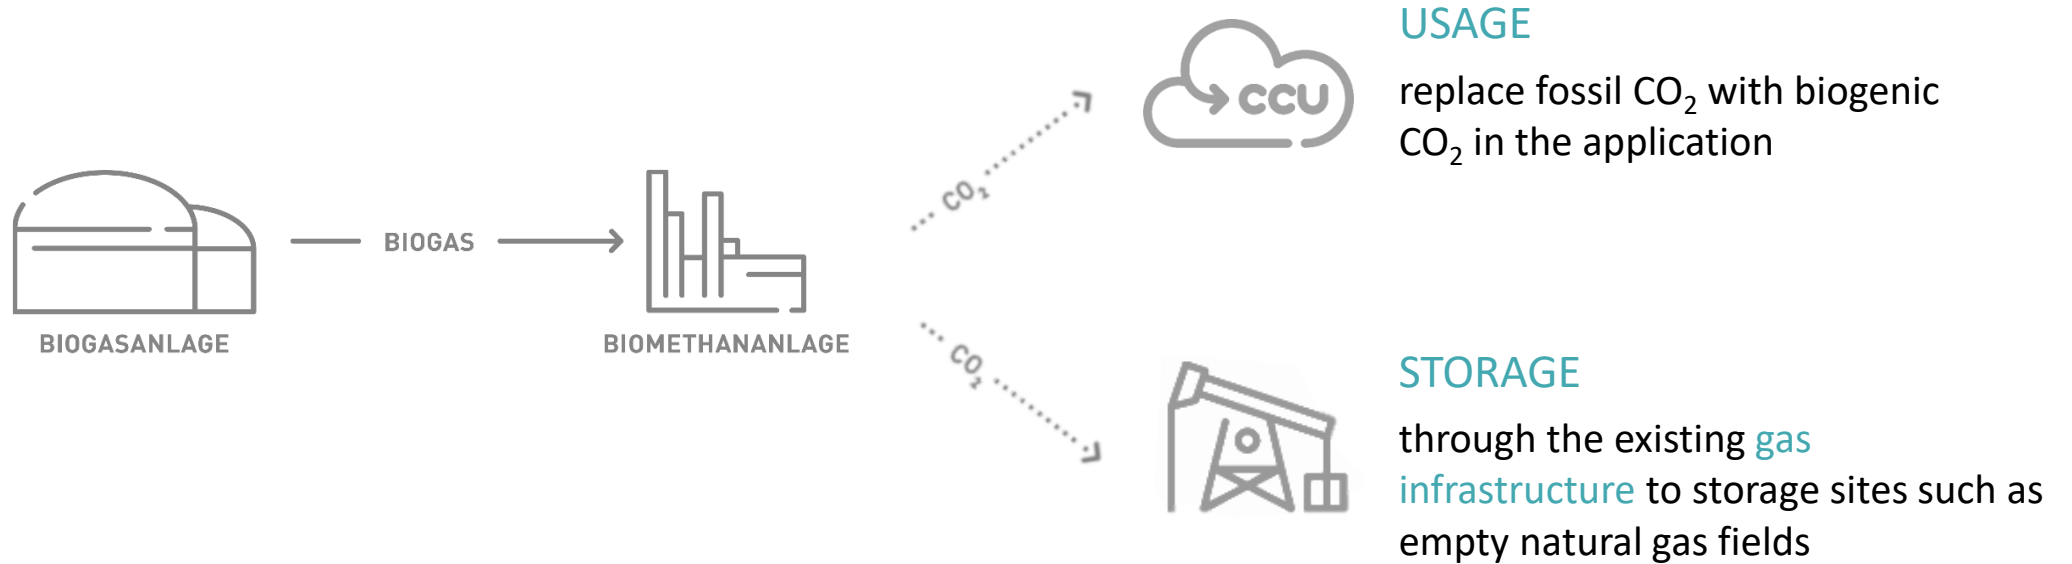 BIOGASANLAGE
BIOGAS
BIOMETHANANLAGE
CO₂
CO₂
CCU
USAGE
replace fossil CO₂ with biogenic
CO₂ in the application
STORAGE
through the existing gas
infrastructure to storage sites such as
empty natural gas fields